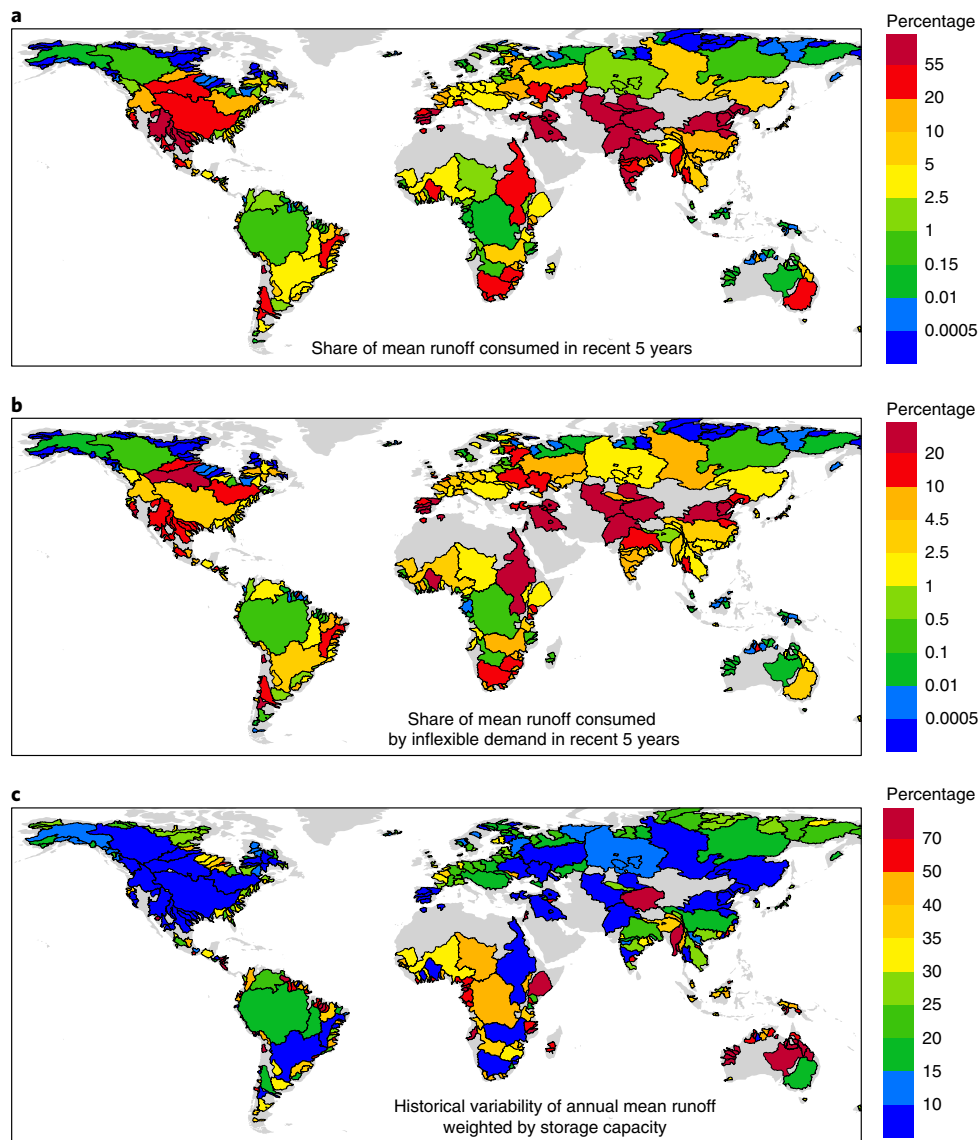 a
Percentage
55
20
10
5
2.5
1
0.15
0.01
0.0005
Share of mean runoff consumed in recent 5 years
b
Percentage
20
10
4.5
2.5
1
0.5
0.1
0.01
0.0005
Share of mean runoff consumed
by inflexible demand in recent 5 years
c
Percentage
70
50
40
35
30
25
20
15
10
Historical variability of annual mean runoff
weighted by storage capacity